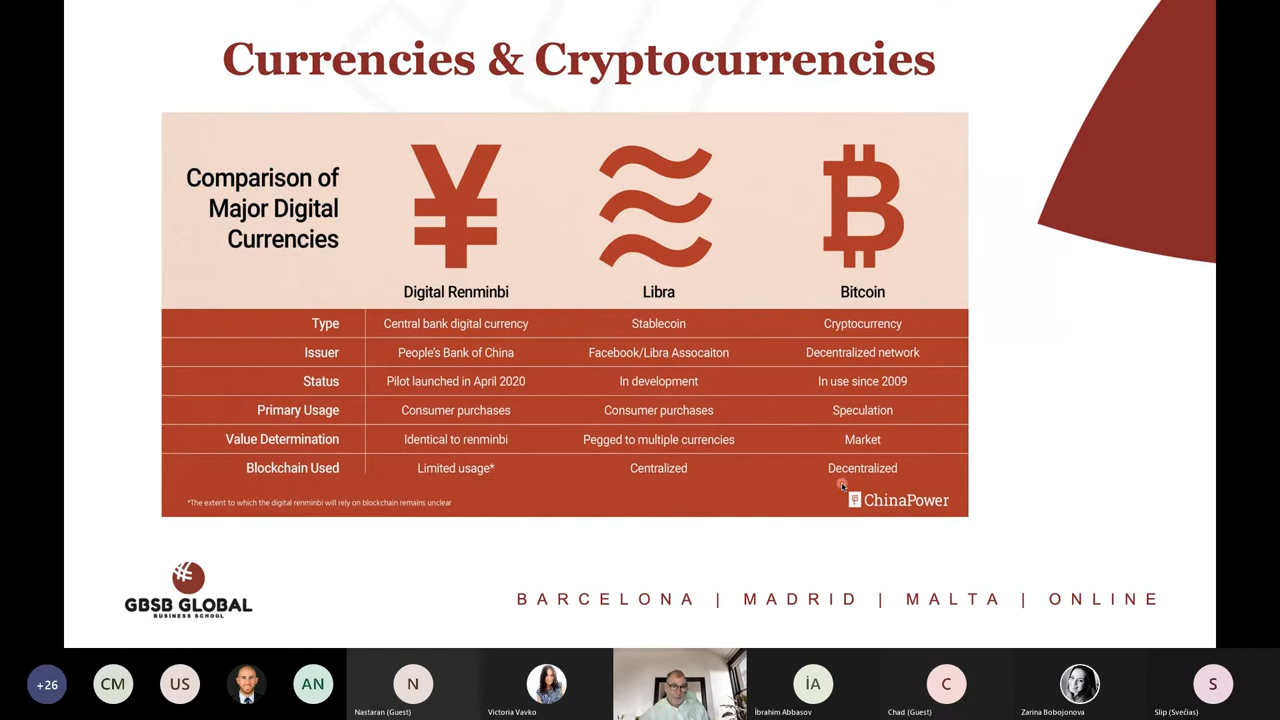 Currencies & Cryptocurrencies
Comparison of
Major Digital
Currencies
Digital Renminbi Libra Bitcoin
Type Central bank digital currency Stablecoin Cryptocurrency
Issuer People's Bank of China Facebook/Libra Assocaiton Decentralized network
Status Pilot launched in April 2020 In development In use since 2009
Primary Usage Consumer purchases Consumer purchases Speculation
Value Determination Identical to renminbi Pegged to multiple currencies Market
Blockchain Used Limited usage* Centralized Decentralized
*The extent to which the digital renminbi will rely on blockchain remains unclear
ChinaPower
GBSB GLOBAL
BUSINESS SCHOOL
BARCELONA | MADRID | MALTA | ONLINE
+26 CM US AN N İA C S
Nastaran (Guest) Victoria Vavko İbrahim Abbasov Chad (Guest) Zarina Bobojonova Slip (Svečias)